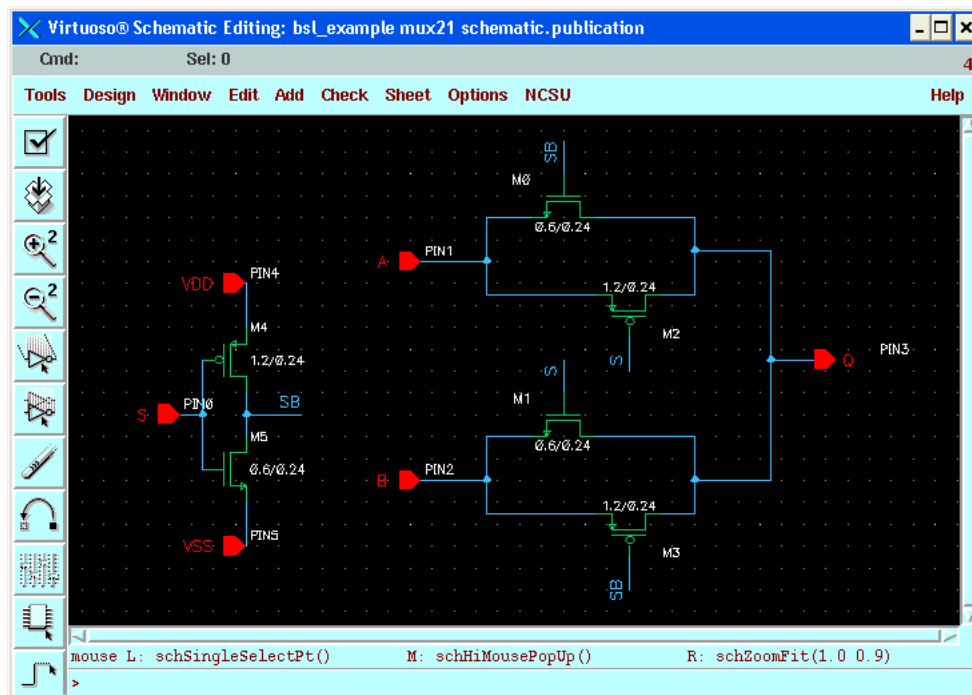 Virtuoso® Schematic Editing: bsl_example mux21 schematic.publication
Cmd: Sel: 0 4
Tools Design Window Edit Add Check Sheet Options NCSU Help
2
2
SB
M0
0.6/0.24
A PIN1
VDD PIN4
1.2/0.24
M4
M2
1.2/0.24
S
S
PIN3
Q
SB
M1
S PIN0
M5
0.6/0.24
0.6/0.24
B PIN2
1.2/0.24
VSS PIN5
M3
SB
mouse L: schSingleSelectPt() M: schHiMousePopUp() R: schZoomFit(1.0 0.9)
>